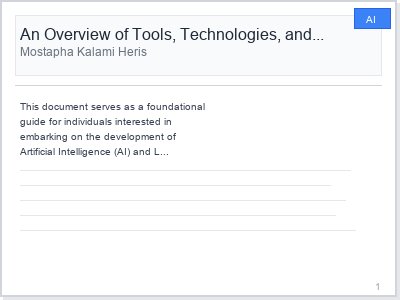 AI
An Overview of Tools, Technologies, and...
Mostapha Kalami Heris
This document serves as a foundational
guide for individuals interested in
embarking on the development of
Artificial Intelligence (AI) and L...
1